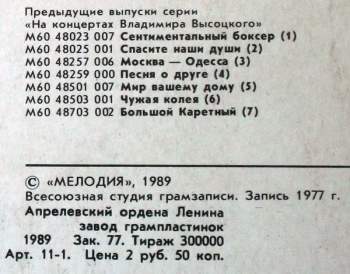 Предыдущие выпуски серии
«На концертах Владимира Высоцкого»
М60 48023 007 Сентиментальный боксер (1)
М60 48025 001 Спасите наши души (2)
М60 48257 006 Москва — Одесса (3)
М60 48259 000 Песня о друге (4)
М60 48501 007 Мир вашему дому (5)
М60 48503 001 Чужая колея (6)
М60 48703 002 Большой Каретный (7)
© «МЕЛОДИЯ», 1989
Всесоюзная студия грамзаписи. Запись 1977 г.
Апрелевский ордена Ленина
завод грампластинок
1989 Зак. 77. Тираж 300000
Арт. 11-1. Цена 2 руб. 50 коп.